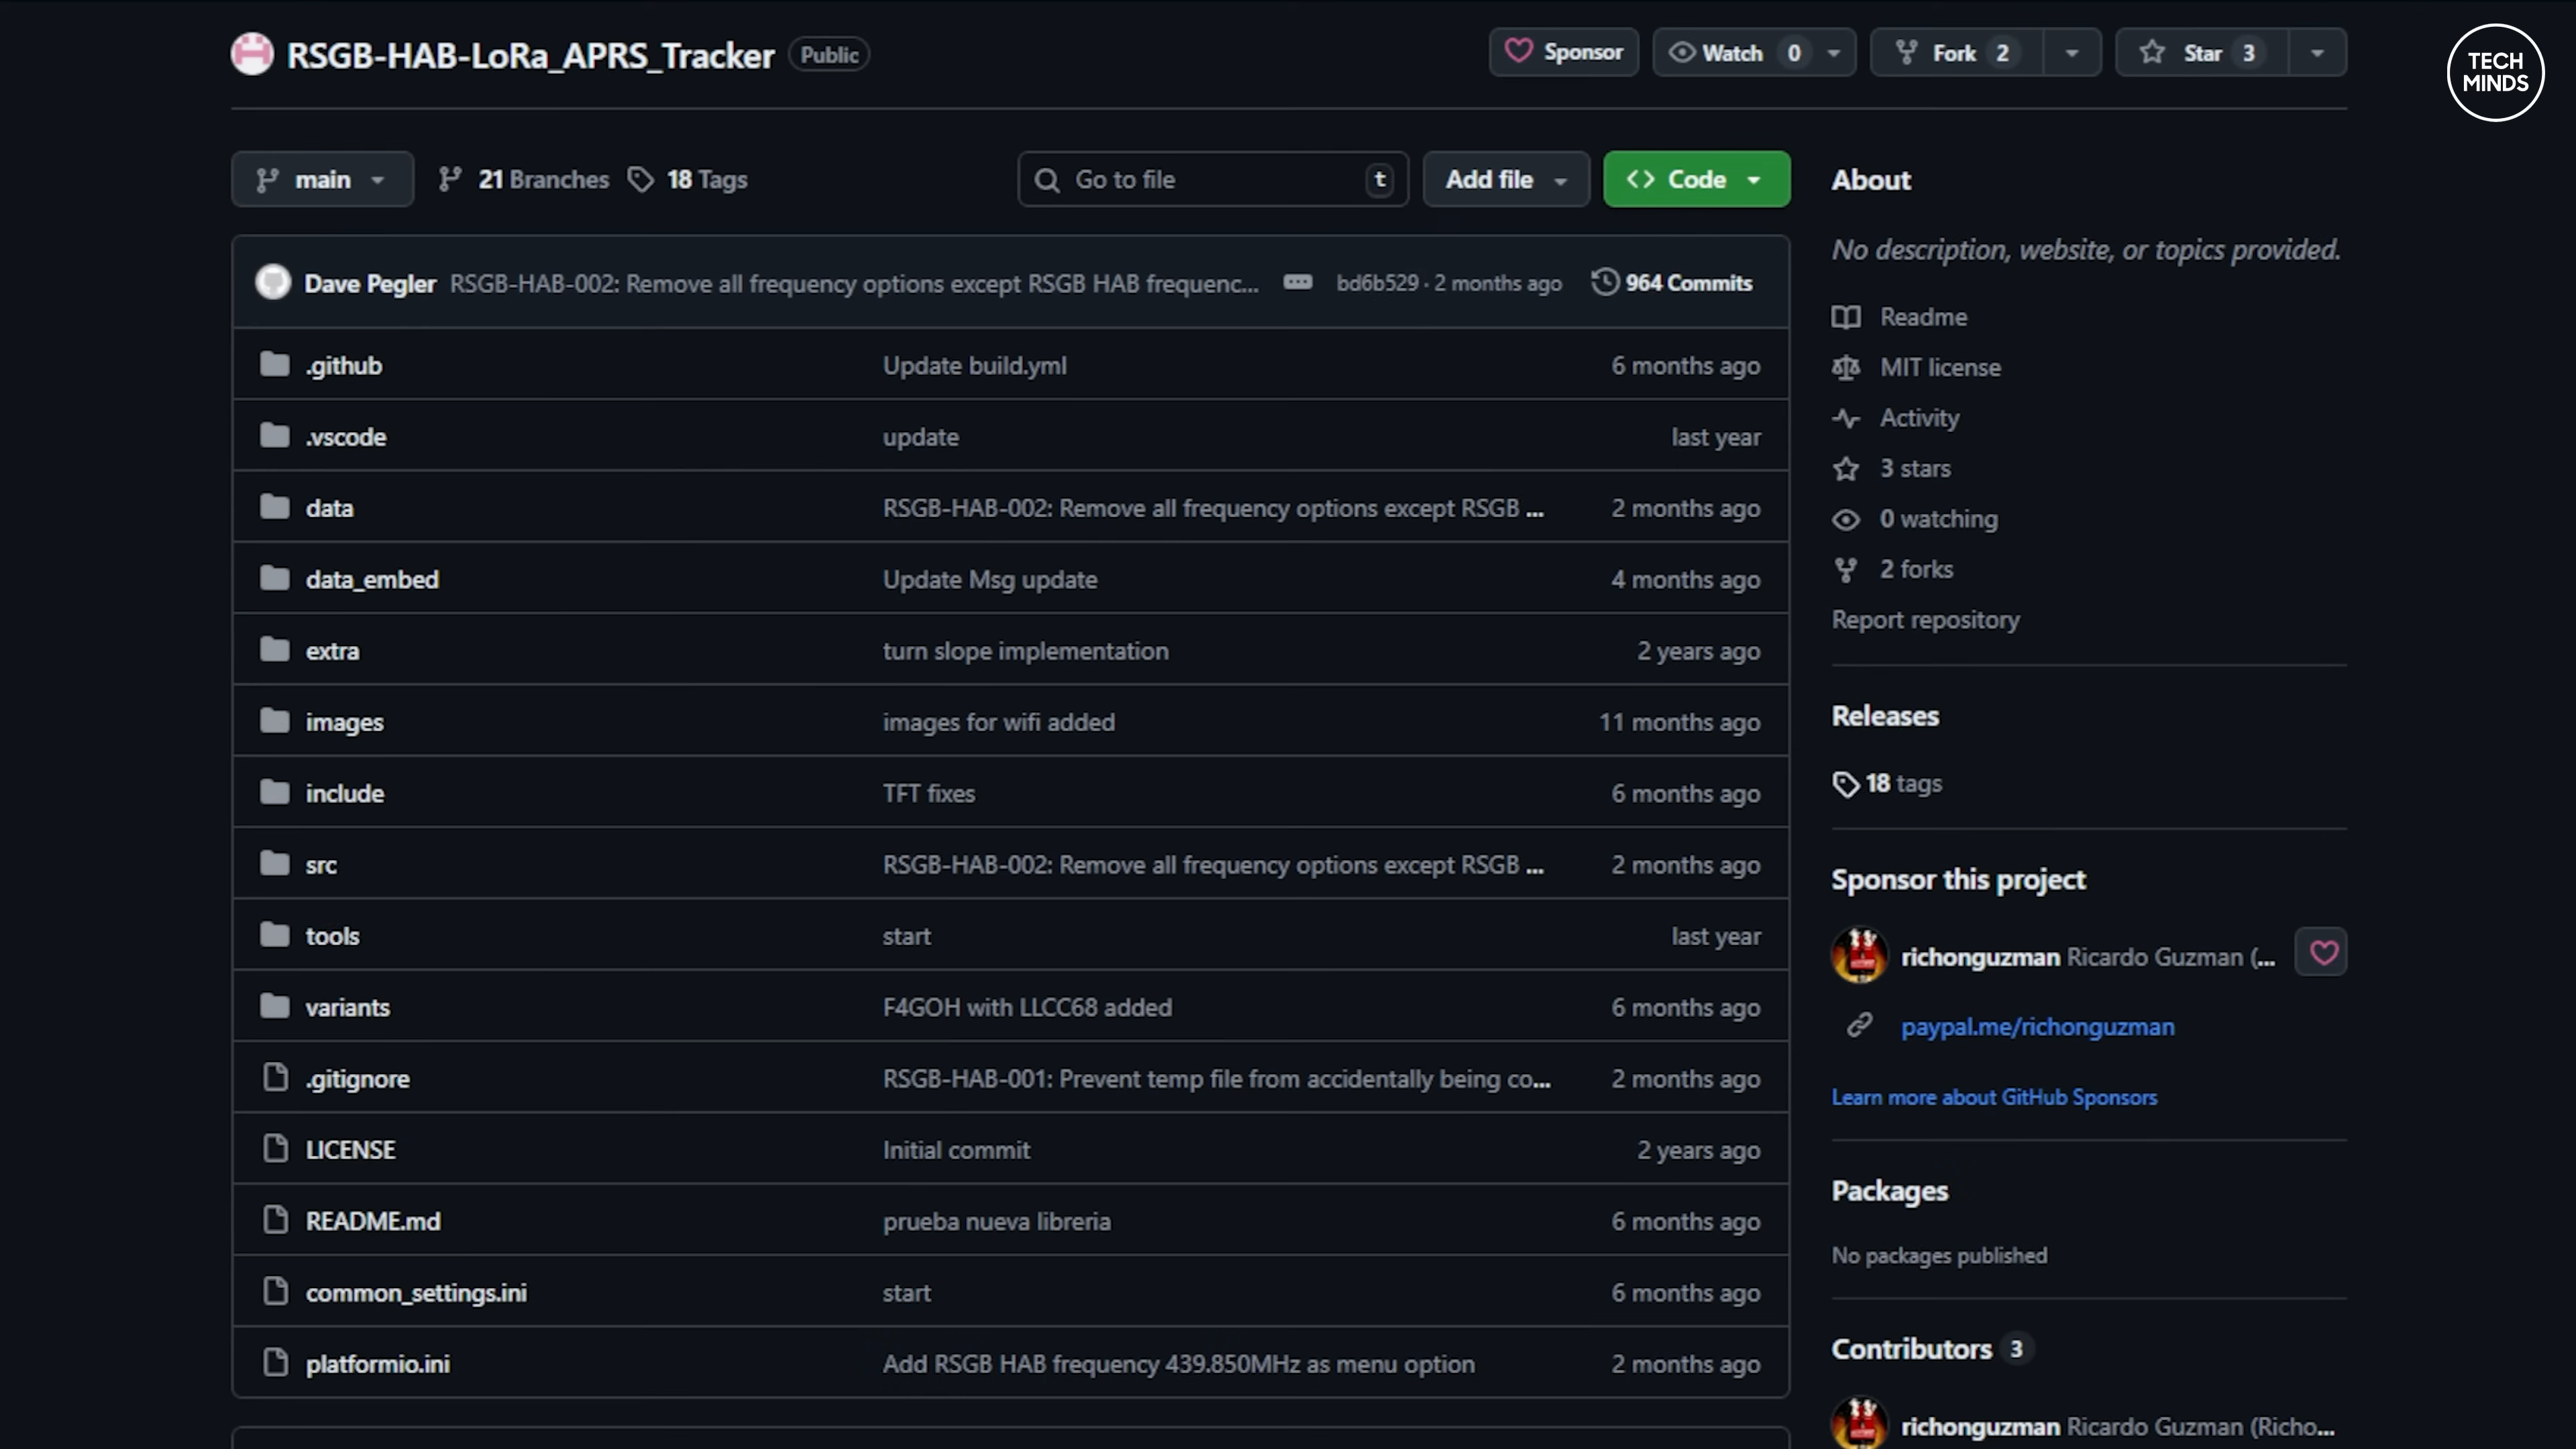 RSGB-HAB-LoRa_APRS_Tracker Public
Sponsor Watch 0 Fork 2 Star 3
TECH
MINDS
main 21 Branches 18 Tags Go to file t Add file Code
Dave Pegler RSGB-HAB-002: Remove all frequency options except RSGB HAB frequenc... bd6b529 · 2 months ago 964 Commits
.github Update build.yml 6 months ago
.vscode update last year
data RSGB-HAB-002: Remove all frequency options except RSGB ... 2 months ago
data_embed Update Msg update 4 months ago
extra turn slope implementation 2 years ago
images images for wifi added 11 months ago
include TFT fixes 6 months ago
src RSGB-HAB-002: Remove all frequency options except RSGB ... 2 months ago
tools start last year
variants F4GOH with LLCC68 added 6 months ago
.gitignore RSGB-HAB-001: Prevent temp file from accidentally being co... 2 months ago
LICENSE Initial commit 2 years ago
README.md prueba nueva libreria 6 months ago
common_settings.ini start 6 months ago
platformio.ini Add RSGB HAB frequency 439.850MHz as menu option 2 months ago
About
No description, website, or topics provided.
Readme
MIT license
Activity
3 stars
0 watching
2 forks
Report repository
Releases
18 tags
Sponsor this project
richonguzman Ricardo Guzman (...
paypal.me/richonguzman
Learn more about GitHub Sponsors
Packages
No packages published
Contributors 3
richonguzman Ricardo Guzman (Richo...